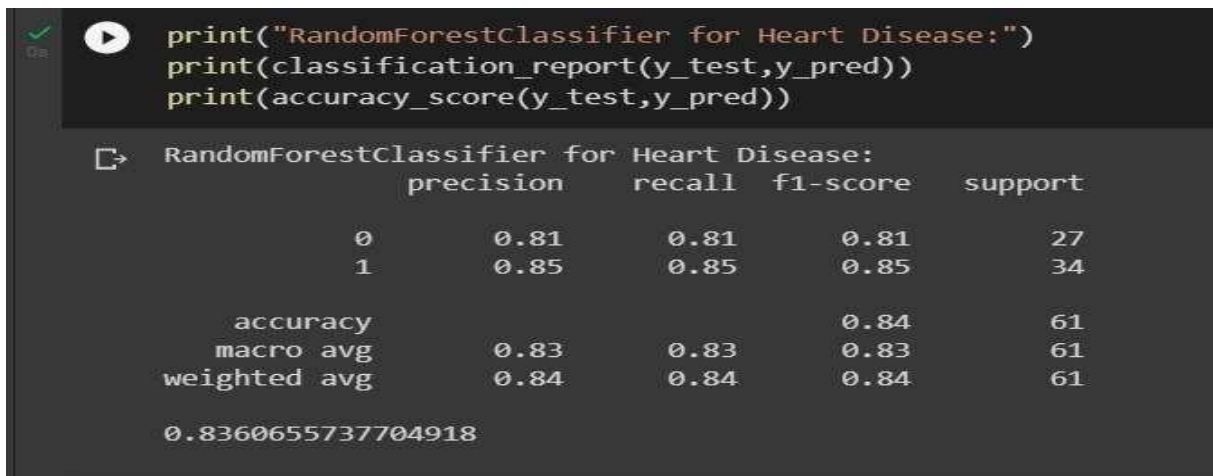 print("RandomForestClassifier for Heart Disease:")
print(classification_report(y_test,y_pred))
print(accuracy_score(y_test,y_pred))
0s
RandomForestClassifier for Heart Disease:
precision recall f1-score support
0 0.81 0.81 0.81 27
1 0.85 0.85 0.85 34
accuracy 0.84 61
macro avg 0.83 0.83 0.83 61
weighted avg 0.84 0.84 0.84 61
0.8360655737704918